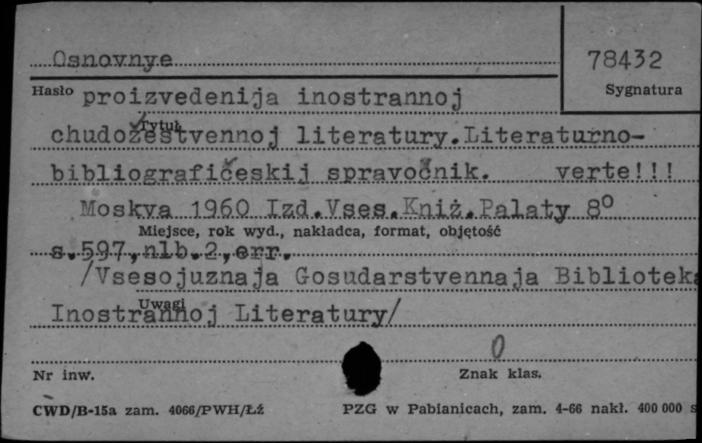 Osnovnye
78432
Hasło
Sygnatura
proizvedenija inostrannoj
Tytuł
chudožestvennoj literatury.Literaturno-
bibliografičeskij spravočnik. verte!!!
Moskva 1960 Izd.Vses.Kniž.Palaty 8º
Miejsce, rok wyd., nakładca, format, objętość
s.597,nlb.2,err.
/Vsesojuznaja Gosudarstvennaja Biblioteka
Uwagi
Inostrannoj Literatury/
0
Nr inw.
Znak klas.
CWD/B-15a zam. 4066/PWH/Łź
PZG w Pabianicach, zam. 4-66 nakł. 400 000 s